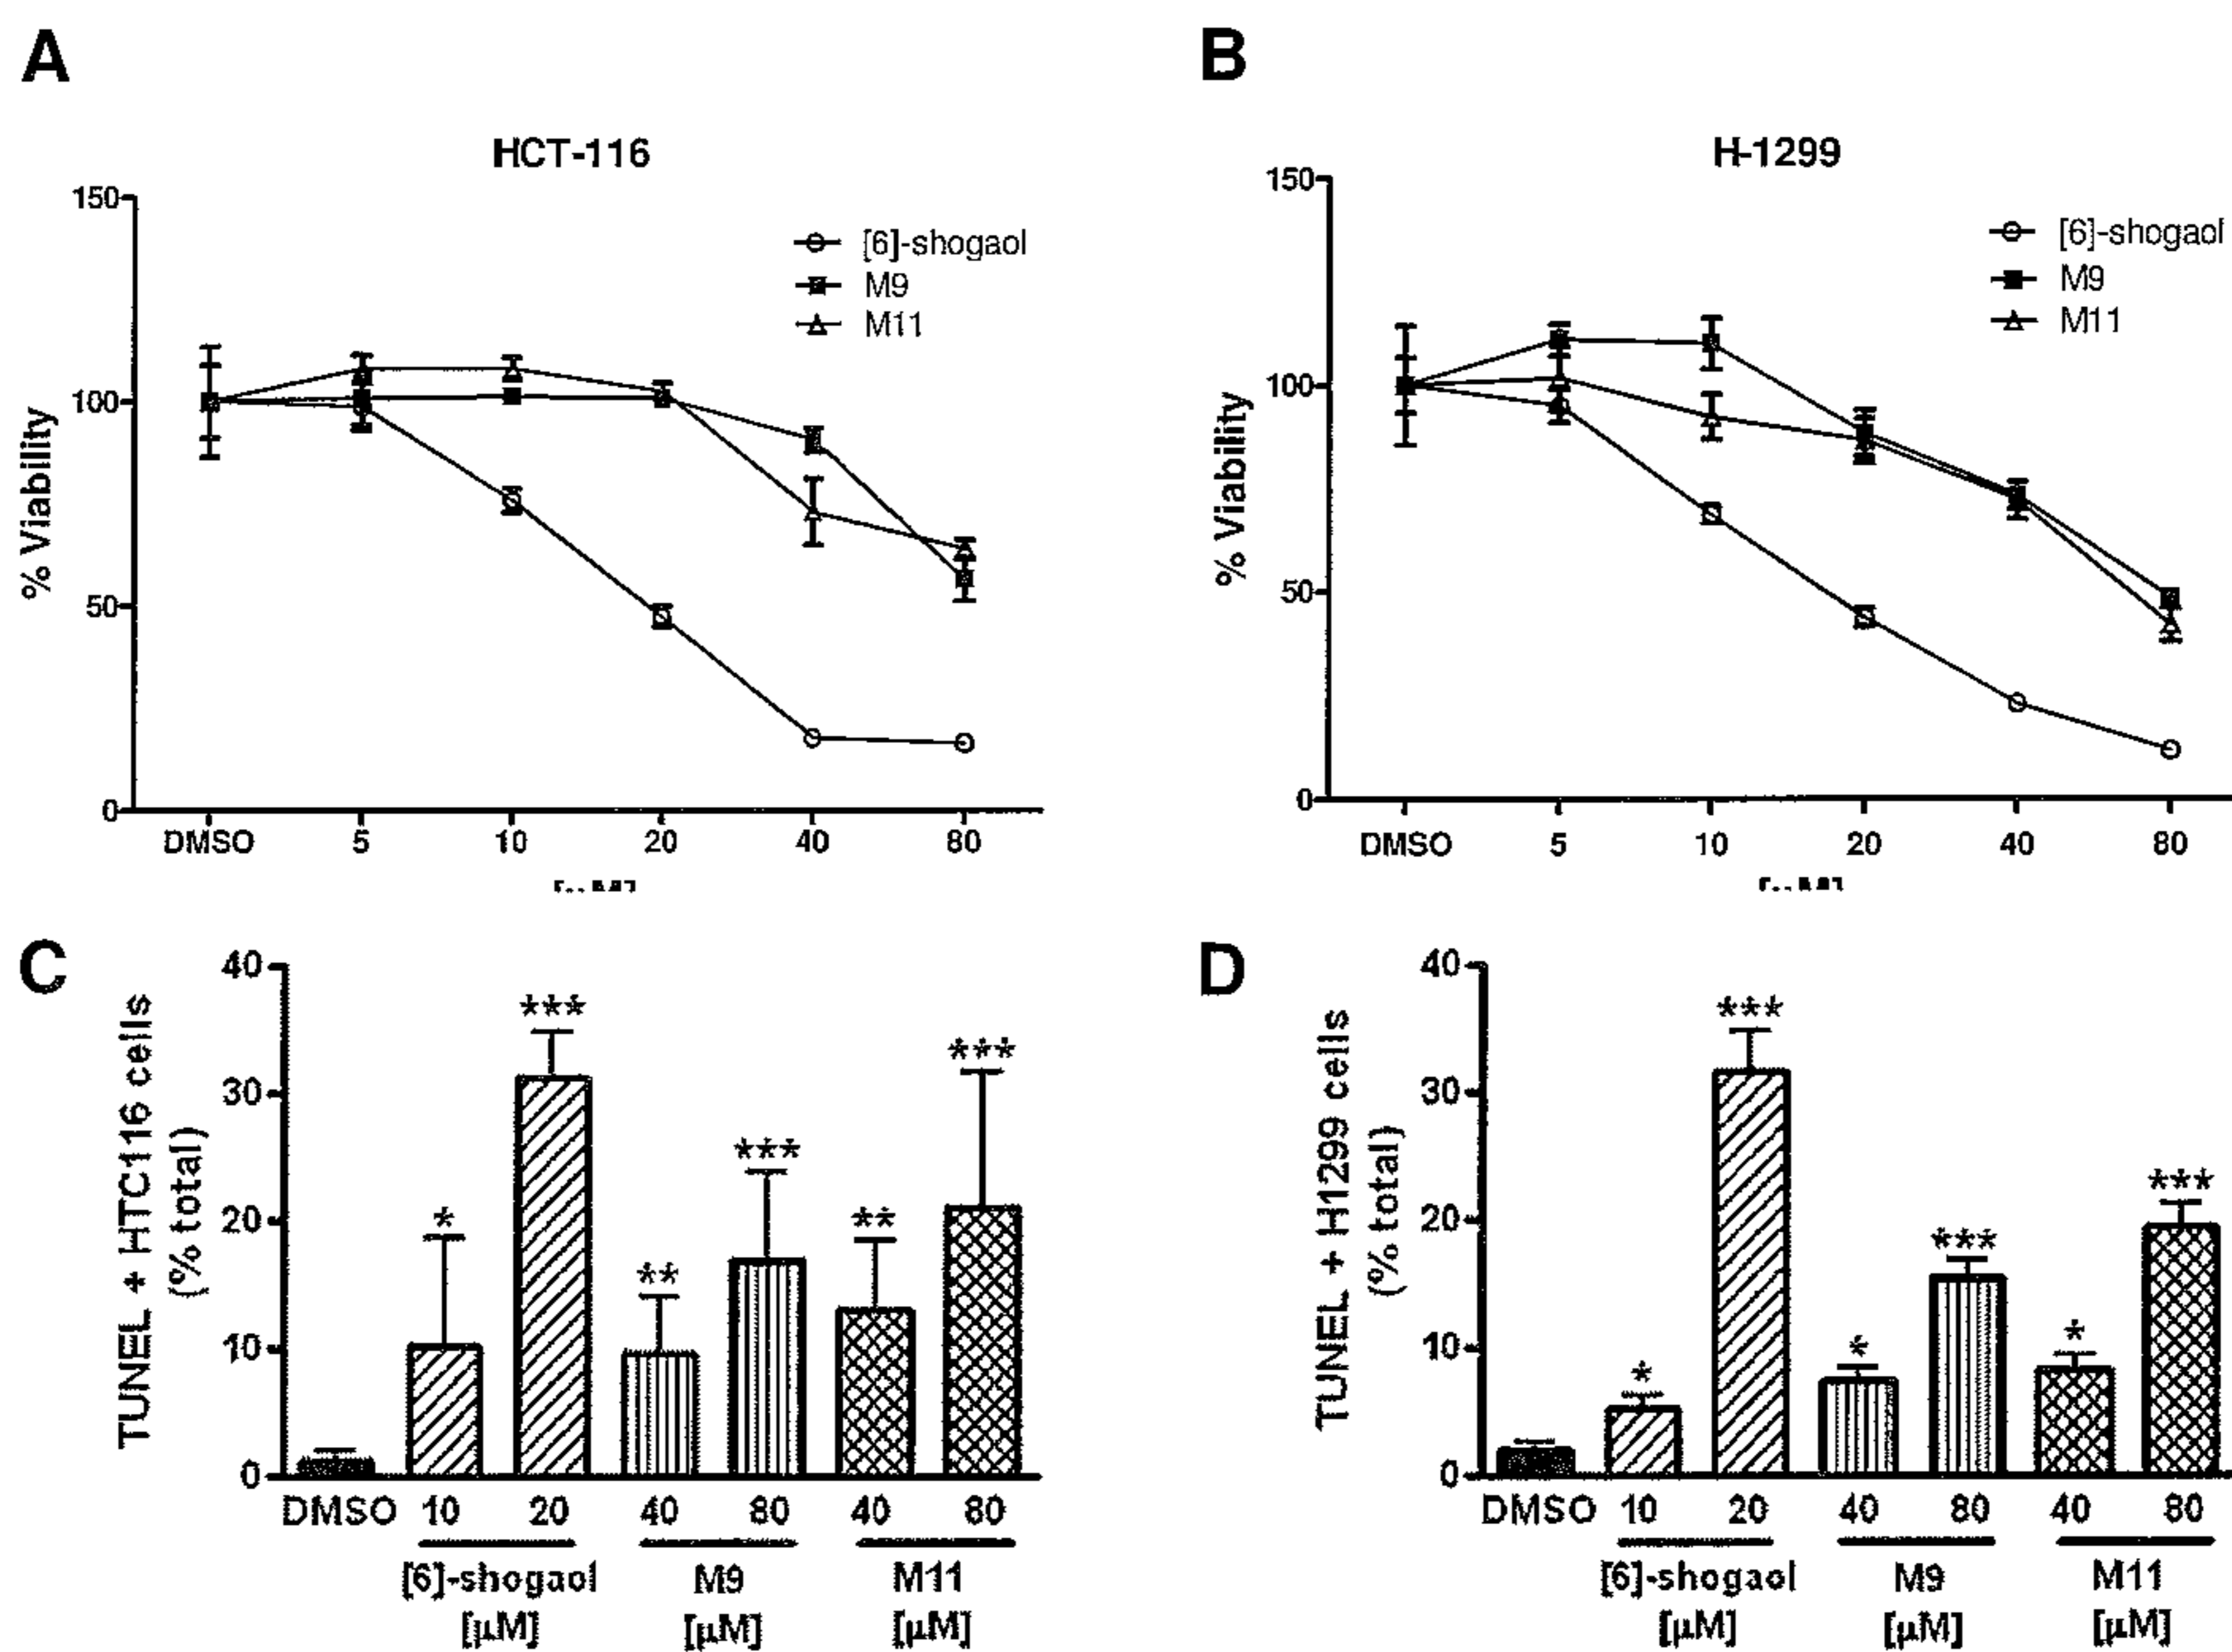 A
HCT-116
150
100
50
0
% Viability
[6]-shogaol
M9
M11
DMSO 5 10 20 40 80
B
H-1299
150
100
50
0
% Viability
[6]-shogaol
M9
M11
DMSO 5 10 20 40 80
C
TUNEL + HTC116 cells
(% total)
40
30
20
10
0
*
***
**
***
**
***
DMSO 10 20 40 80 40 80
[6]-shogaol M9 M11
[µM] [µM] [µM]
D
TUNEL + H1299 cells
(% total)
40
30
20
10
0
*
***
*
***
*
***
DMSO 10 20 40 80 40 80
[6]-shogaol M9 M11
[µM] [µM] [µM]